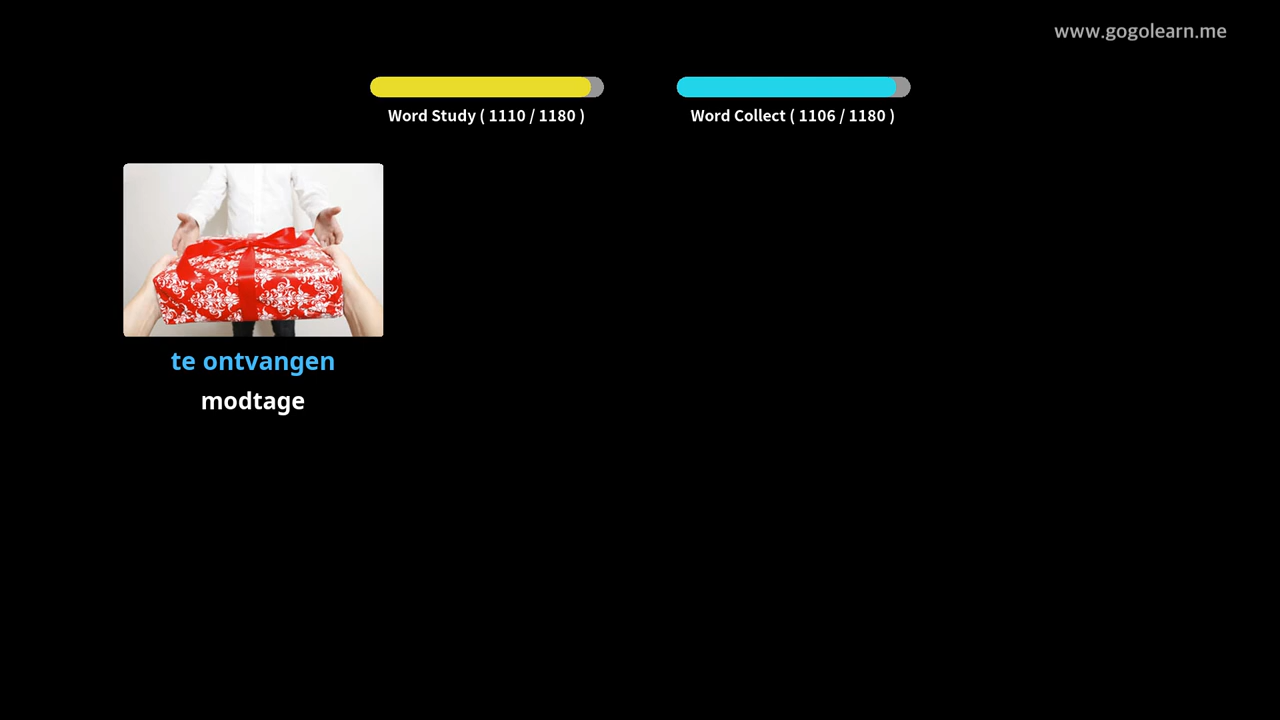 www.gogolearn.me
Word Study ( 1110 / 1180 )
Word Collect ( 1106 / 1180 )
te ontvangen
modtage